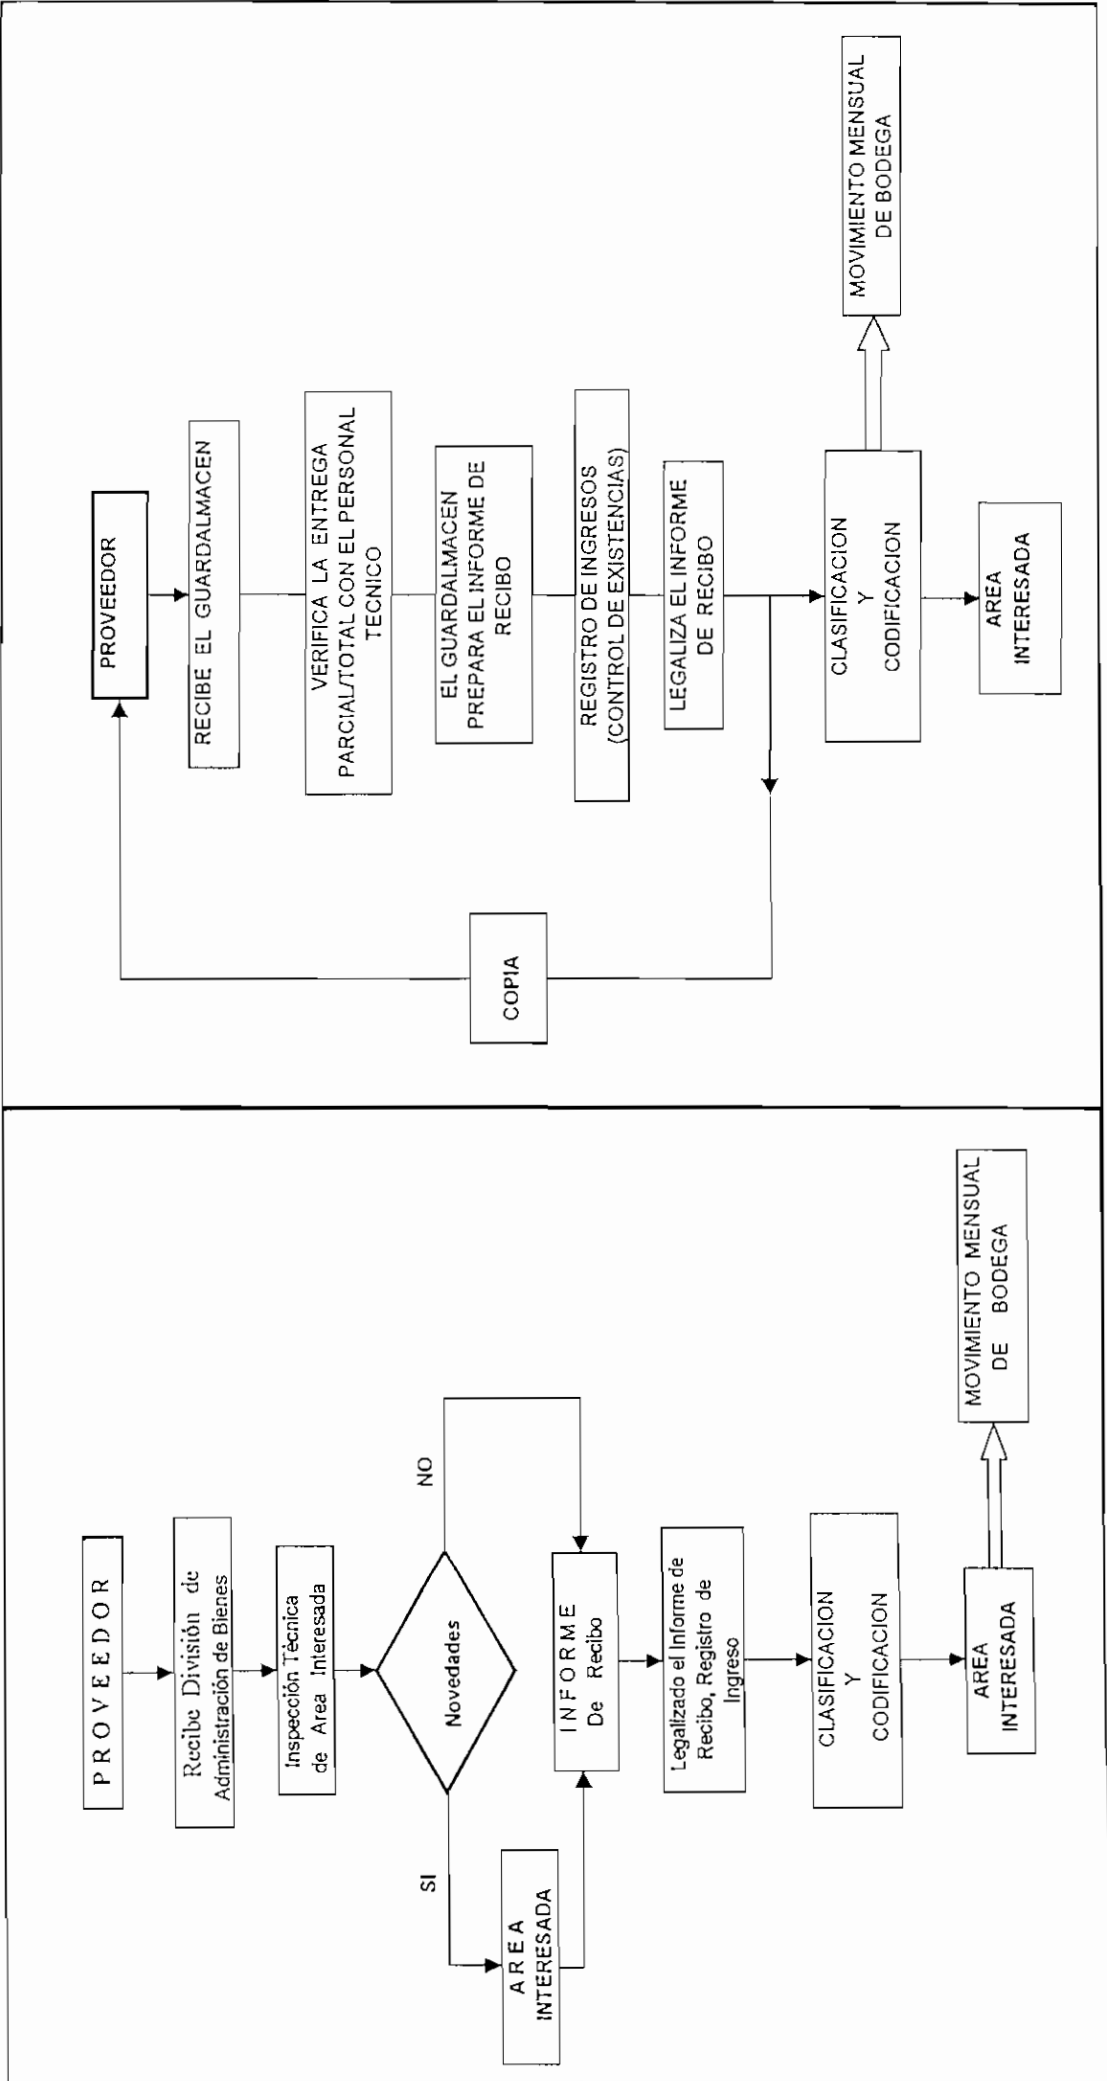 P R O V E E D O R
Recibe División de
Administración de Bienes
Inspección Técnica
de Area Interesada
Novedades
SI
NO
A R E A
INTERESADA
I N F O R M E
De Recibo
Legalizado el Informe de
Recibo, Registro de
Ingreso
CLASIFICACION
Y
CODIFICACION
AREA
INTERESADA
MOVIMIENTO MENSUAL
DE BODEGA
PROVEEDOR
RECIBE EL GUARDALMACEN
VERIFICA LA ENTREGA
PARCIAL/TOTAL CON EL PERSONAL
TECNICO
EL GUARDALMACEN
PREPARA EL INFORME DE
RECIBO
COPIA
REGISTRO DE INGRESOS
(CONTROL DE EXISTENCIAS)
LEGALIZA EL INFORME
DE RECIBO
CLASIFICACION
Y
CODIFICACION
MOVIMIENTO MENSUAL
DE BODEGA
AREA
INTERESADA